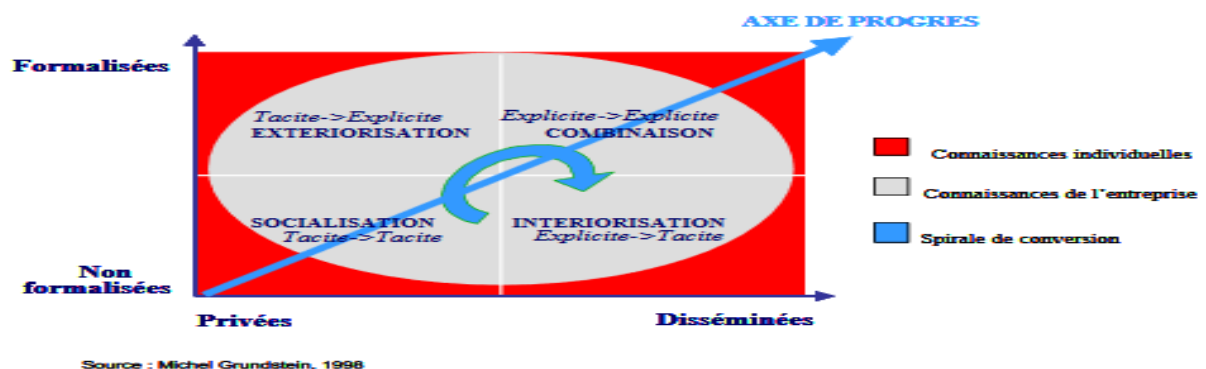 AXE DE PROGRES
Formalisées
Tacite->Explicite
EXTERIORISATION
Explicite->Explicite
COMBINAISON
SOCIALISATION
Tacite->Tacite
INTERIORISATION
Explicite->Tacite
Non
formalisées
Privées
Disséminées
Connaissances individuelles
Connaissances de l'entreprise
Spirale de conversion
Source : Michel Grundstein, 1998